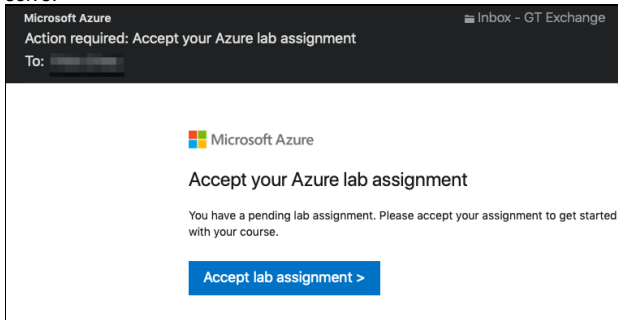 Microsoft Azure
Inbox - GT Exchange
Action required: Accept your Azure lab assignment
To:
Microsoft Azure
Accept your Azure lab assignment
You have a pending lab assignment. Please accept your assignment to get started
with your course.
Accept lab assignment >